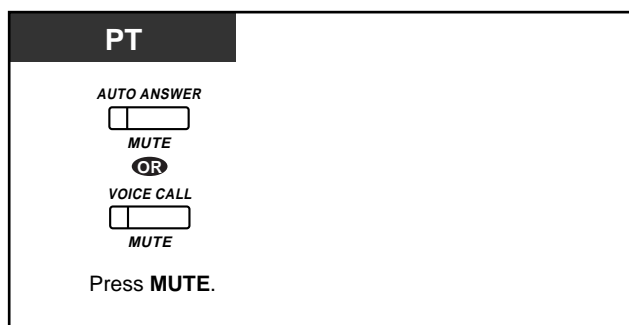 PT
AUTO ANSWER
MUTE
OR
VOICE CALL
MUTE
Press MUTE.